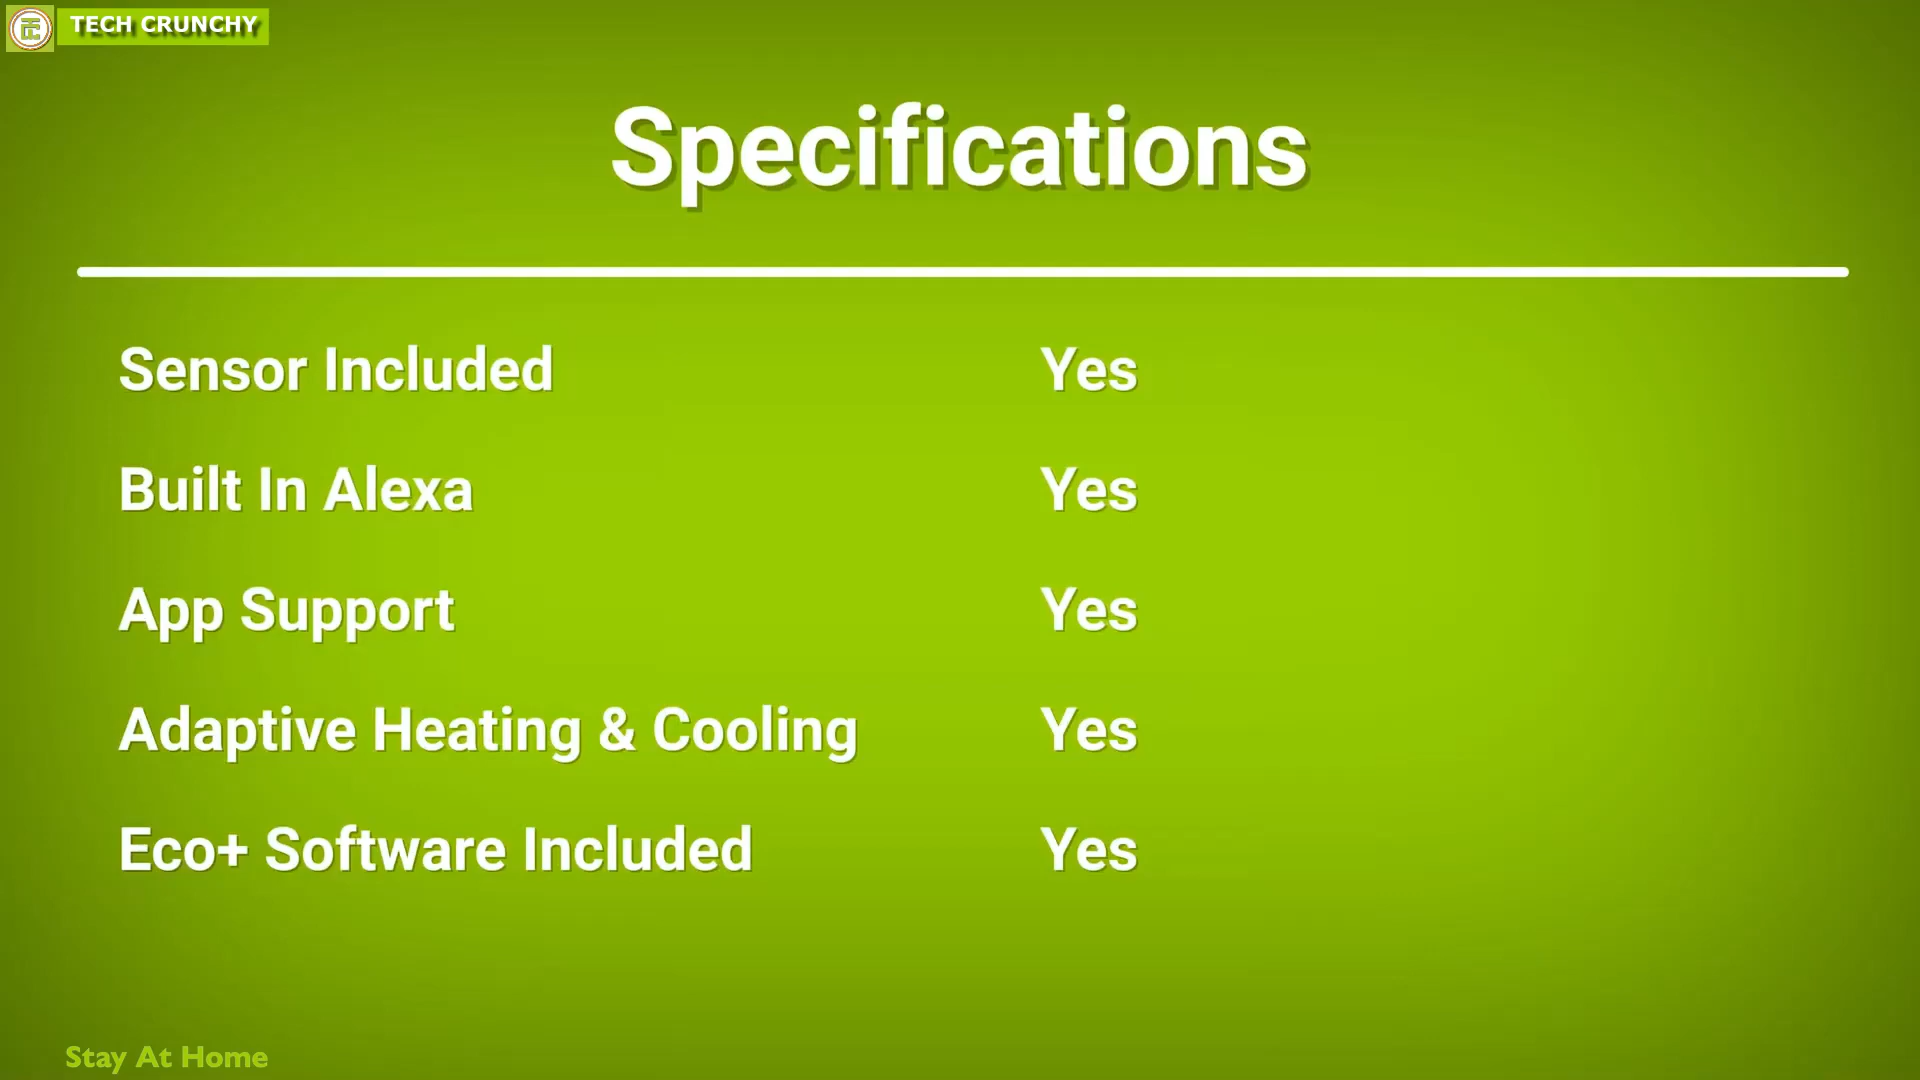 TECH CRUNCHY
Specifications
Sensor Included Yes
Built In Alexa Yes
App Support Yes
Adaptive Heating & Cooling Yes
Eco+ Software Included Yes
Stay At Home